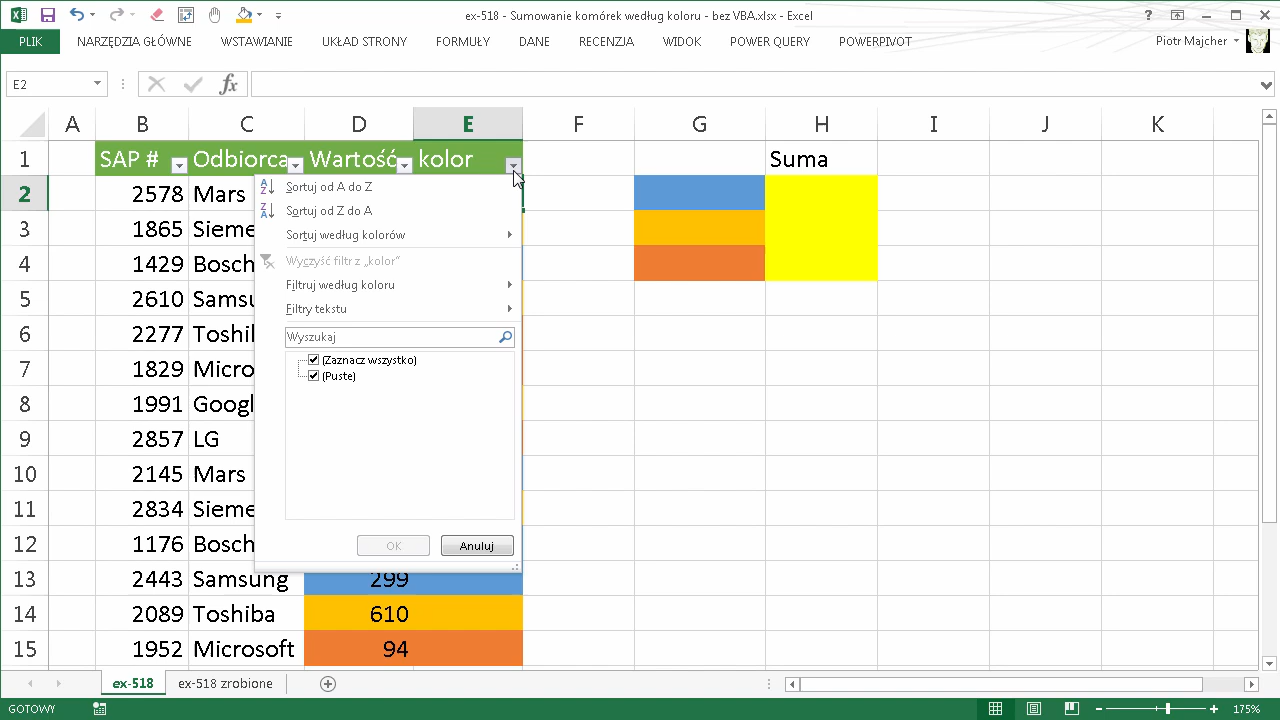 ex-518 - Sumowanie komórek według koloru - bez VBA.xlsx - Excel
PLIK NARZĘDZIA GŁÓWNE WSTAWIANIE UKŁAD STRONY FORMUŁY DANE RECENZJA WIDOK POWER QUERY POWERPIVOT Piotr Majcher
E2 fx
A B C D E F G H I J K
1 SAP # Odbiorca Wartość kolor Suma
2 2578 Mars
3 1865 Sieme
4 1429 Bosch
5 2610 Samsu
6 2277 Toshil
7 1829 Micro
8 1991 Googl
9 2857 LG
10 2145 Mars
11 2834 Sieme
12 1176 Bosch
13 2443 Samsung 299
14 2089 Toshiba 610
15 1952 Microsoft 94
Sortuj od A do Z
Sortuj od Z do A
Sortuj według kolorów
Wyczyść filtr z „kolor”
Filtruj według koloru
Filtry tekstu
Wyszukaj
(Zaznacz wszystko)
(Puste)
OK Anuluj
ex-518 ex-518 zrobione
GOTOWY 175%